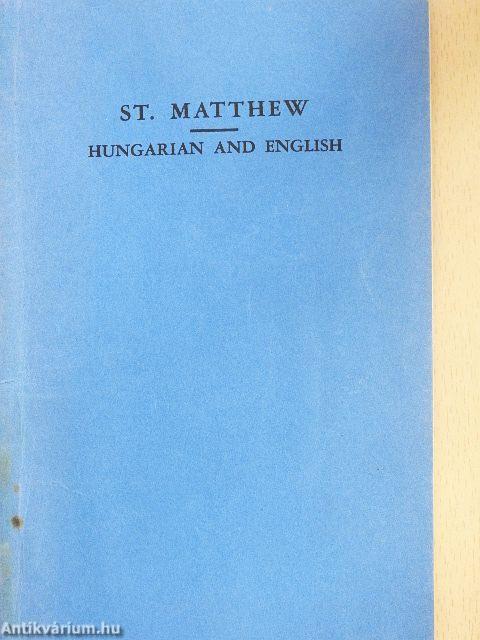 ST. MATTHEW
HUNGARIAN AND ENGLISH
Antikvárium.hu